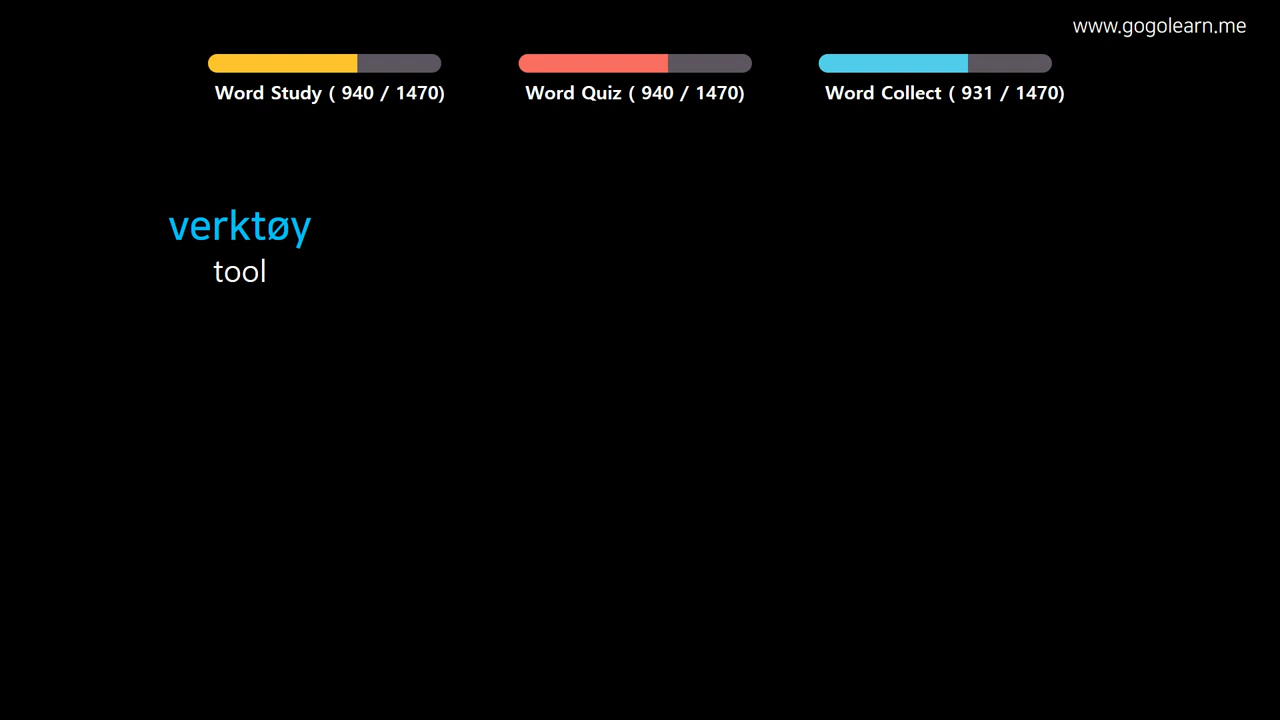 www.gogolearn.me
Word Study ( 940 / 1470)
Word Quiz ( 940 / 1470)
Word Collect ( 931 / 1470)
verktøy
tool